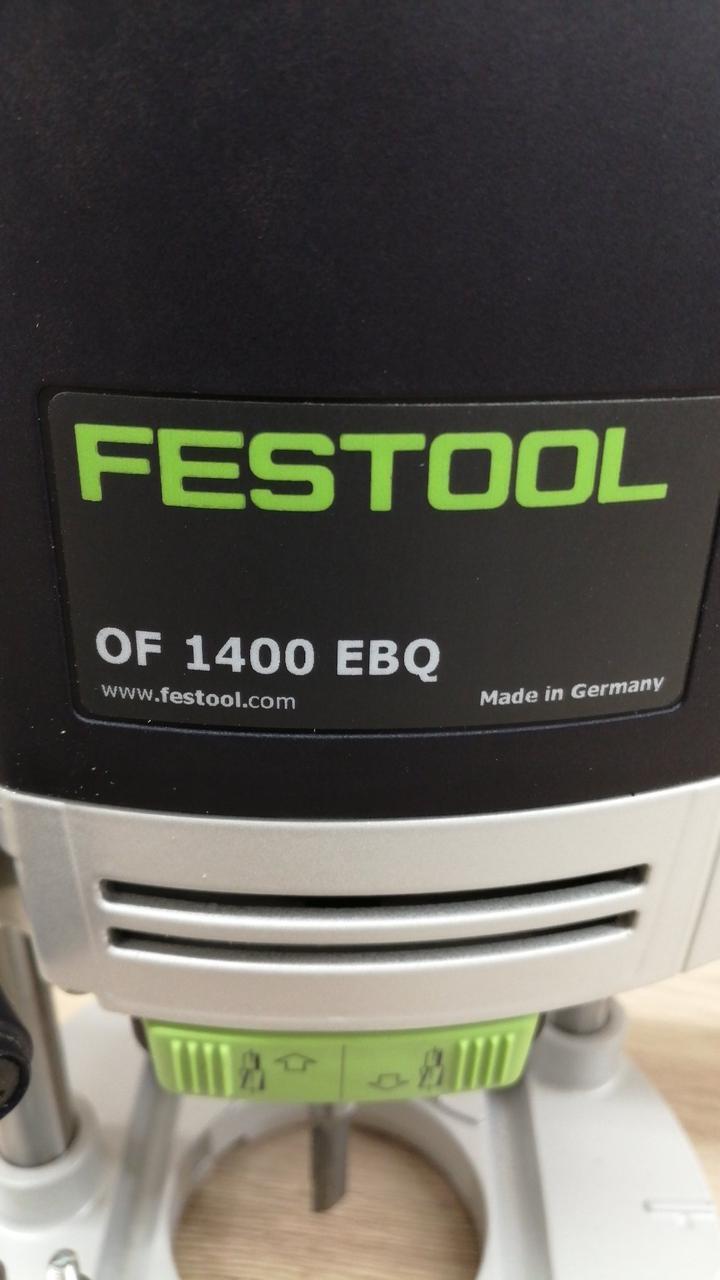 FESTOOL
OF 1400 EBQ
www.festool.com
Made in Germany